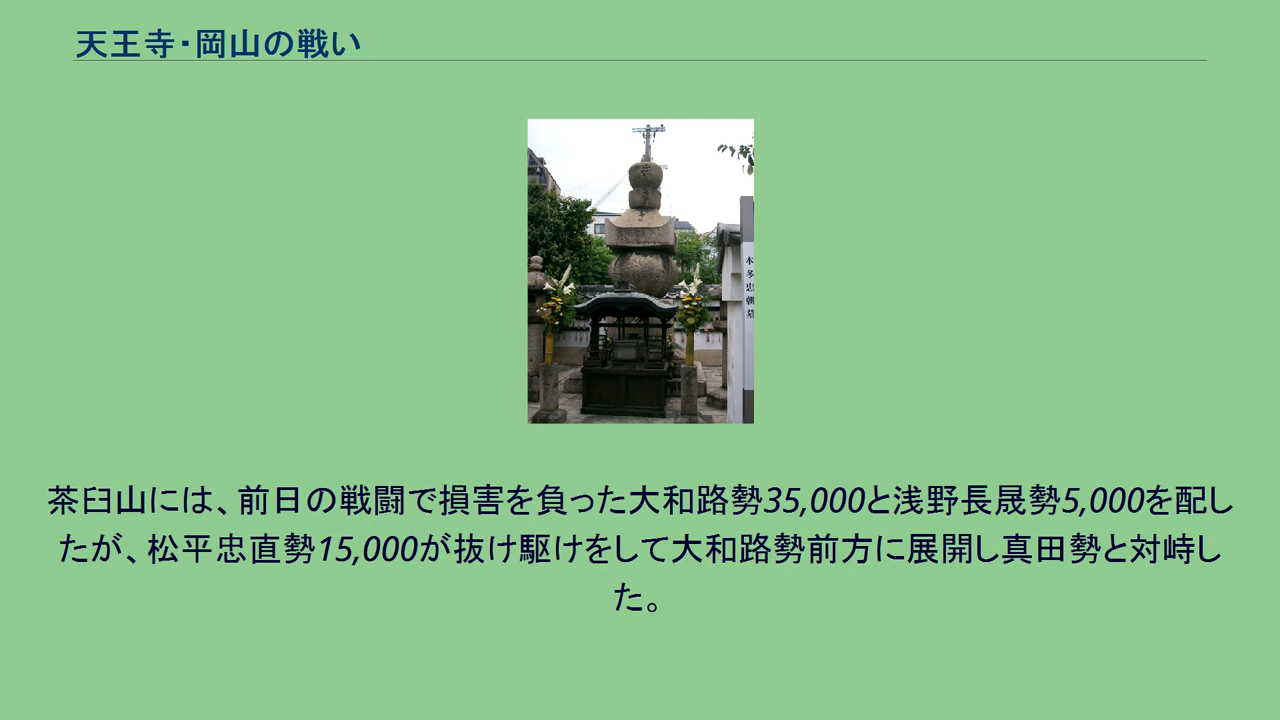 天王寺・岡山の戦い
本多忠朝墓
茶臼山には、前日の戦闘で損害を負った大和路勢35,000と浅野長晟勢5,000を配し
たが、松平忠直勢15,000が抜け駆けをして大和路勢前方に展開し真田勢と対峙し
た。